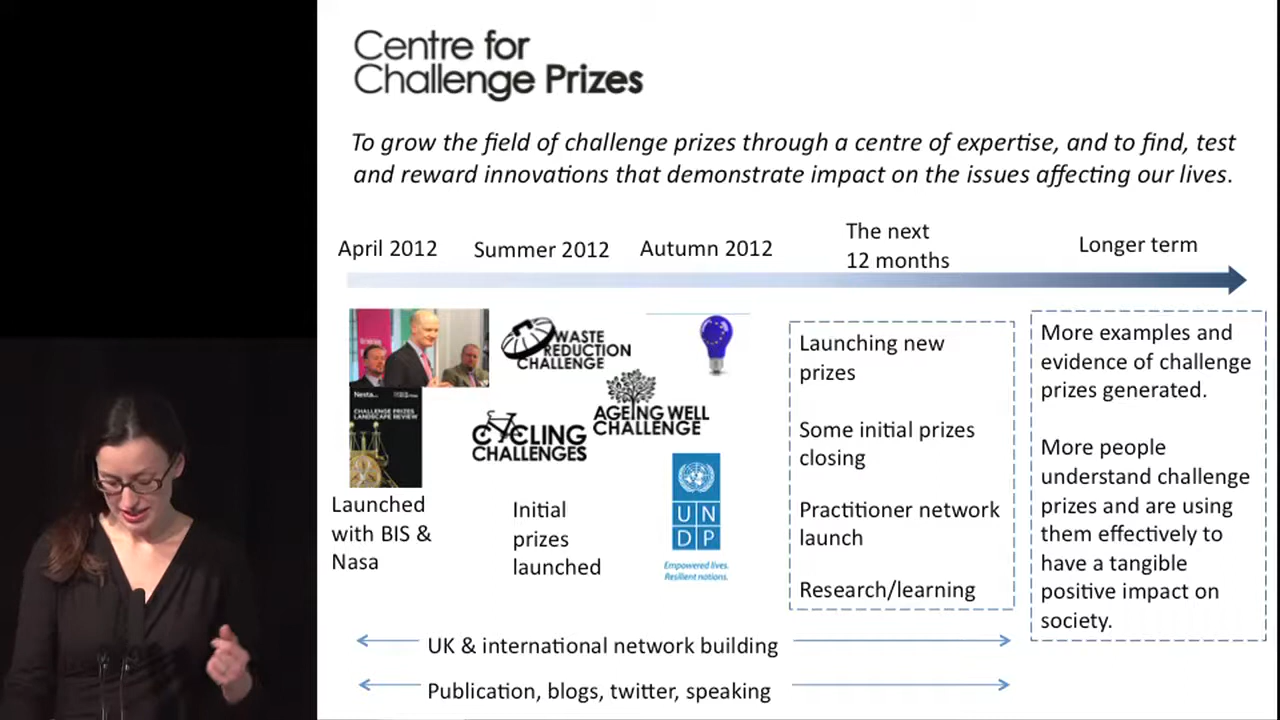 Centre for
Challenge Prizes
To grow the field of challenge prizes through a centre of expertise, and to find, test
and reward innovations that demonstrate impact on the issues affecting our lives.
April 2012
Summer 2012
Autumn 2012
The next
12 months
Longer term
Nesta...
CHALLENGE PRIZES
LANDSCAPE REVIEW
Launched
with BIS &
Nasa
WASTE
REDUCTION
CHALLENGE
CYCLING
CHALLENGES
AGEING WELL
CHALLENGE
Initial
prizes
launched
U N
D P
Empowered lives.
Resilient nations.
Launching new
prizes
Some initial prizes
closing
Practitioner network
launch
Research/learning
More examples and
evidence of challenge
prizes generated.
More people
understand challenge
prizes and are using
them effectively to
have a tangible
positive impact on
society.
UK & international network building
Publication, blogs, twitter, speaking